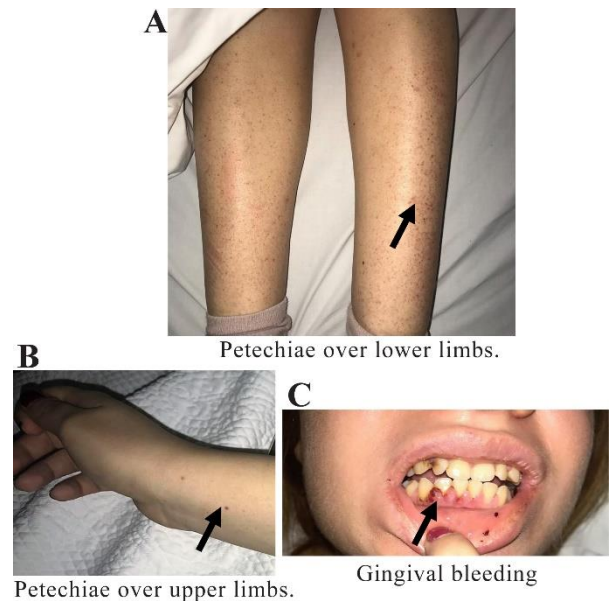 A
Petechiae over lower limbs.
B
Petechiae over upper limbs.
C
Gingival bleeding